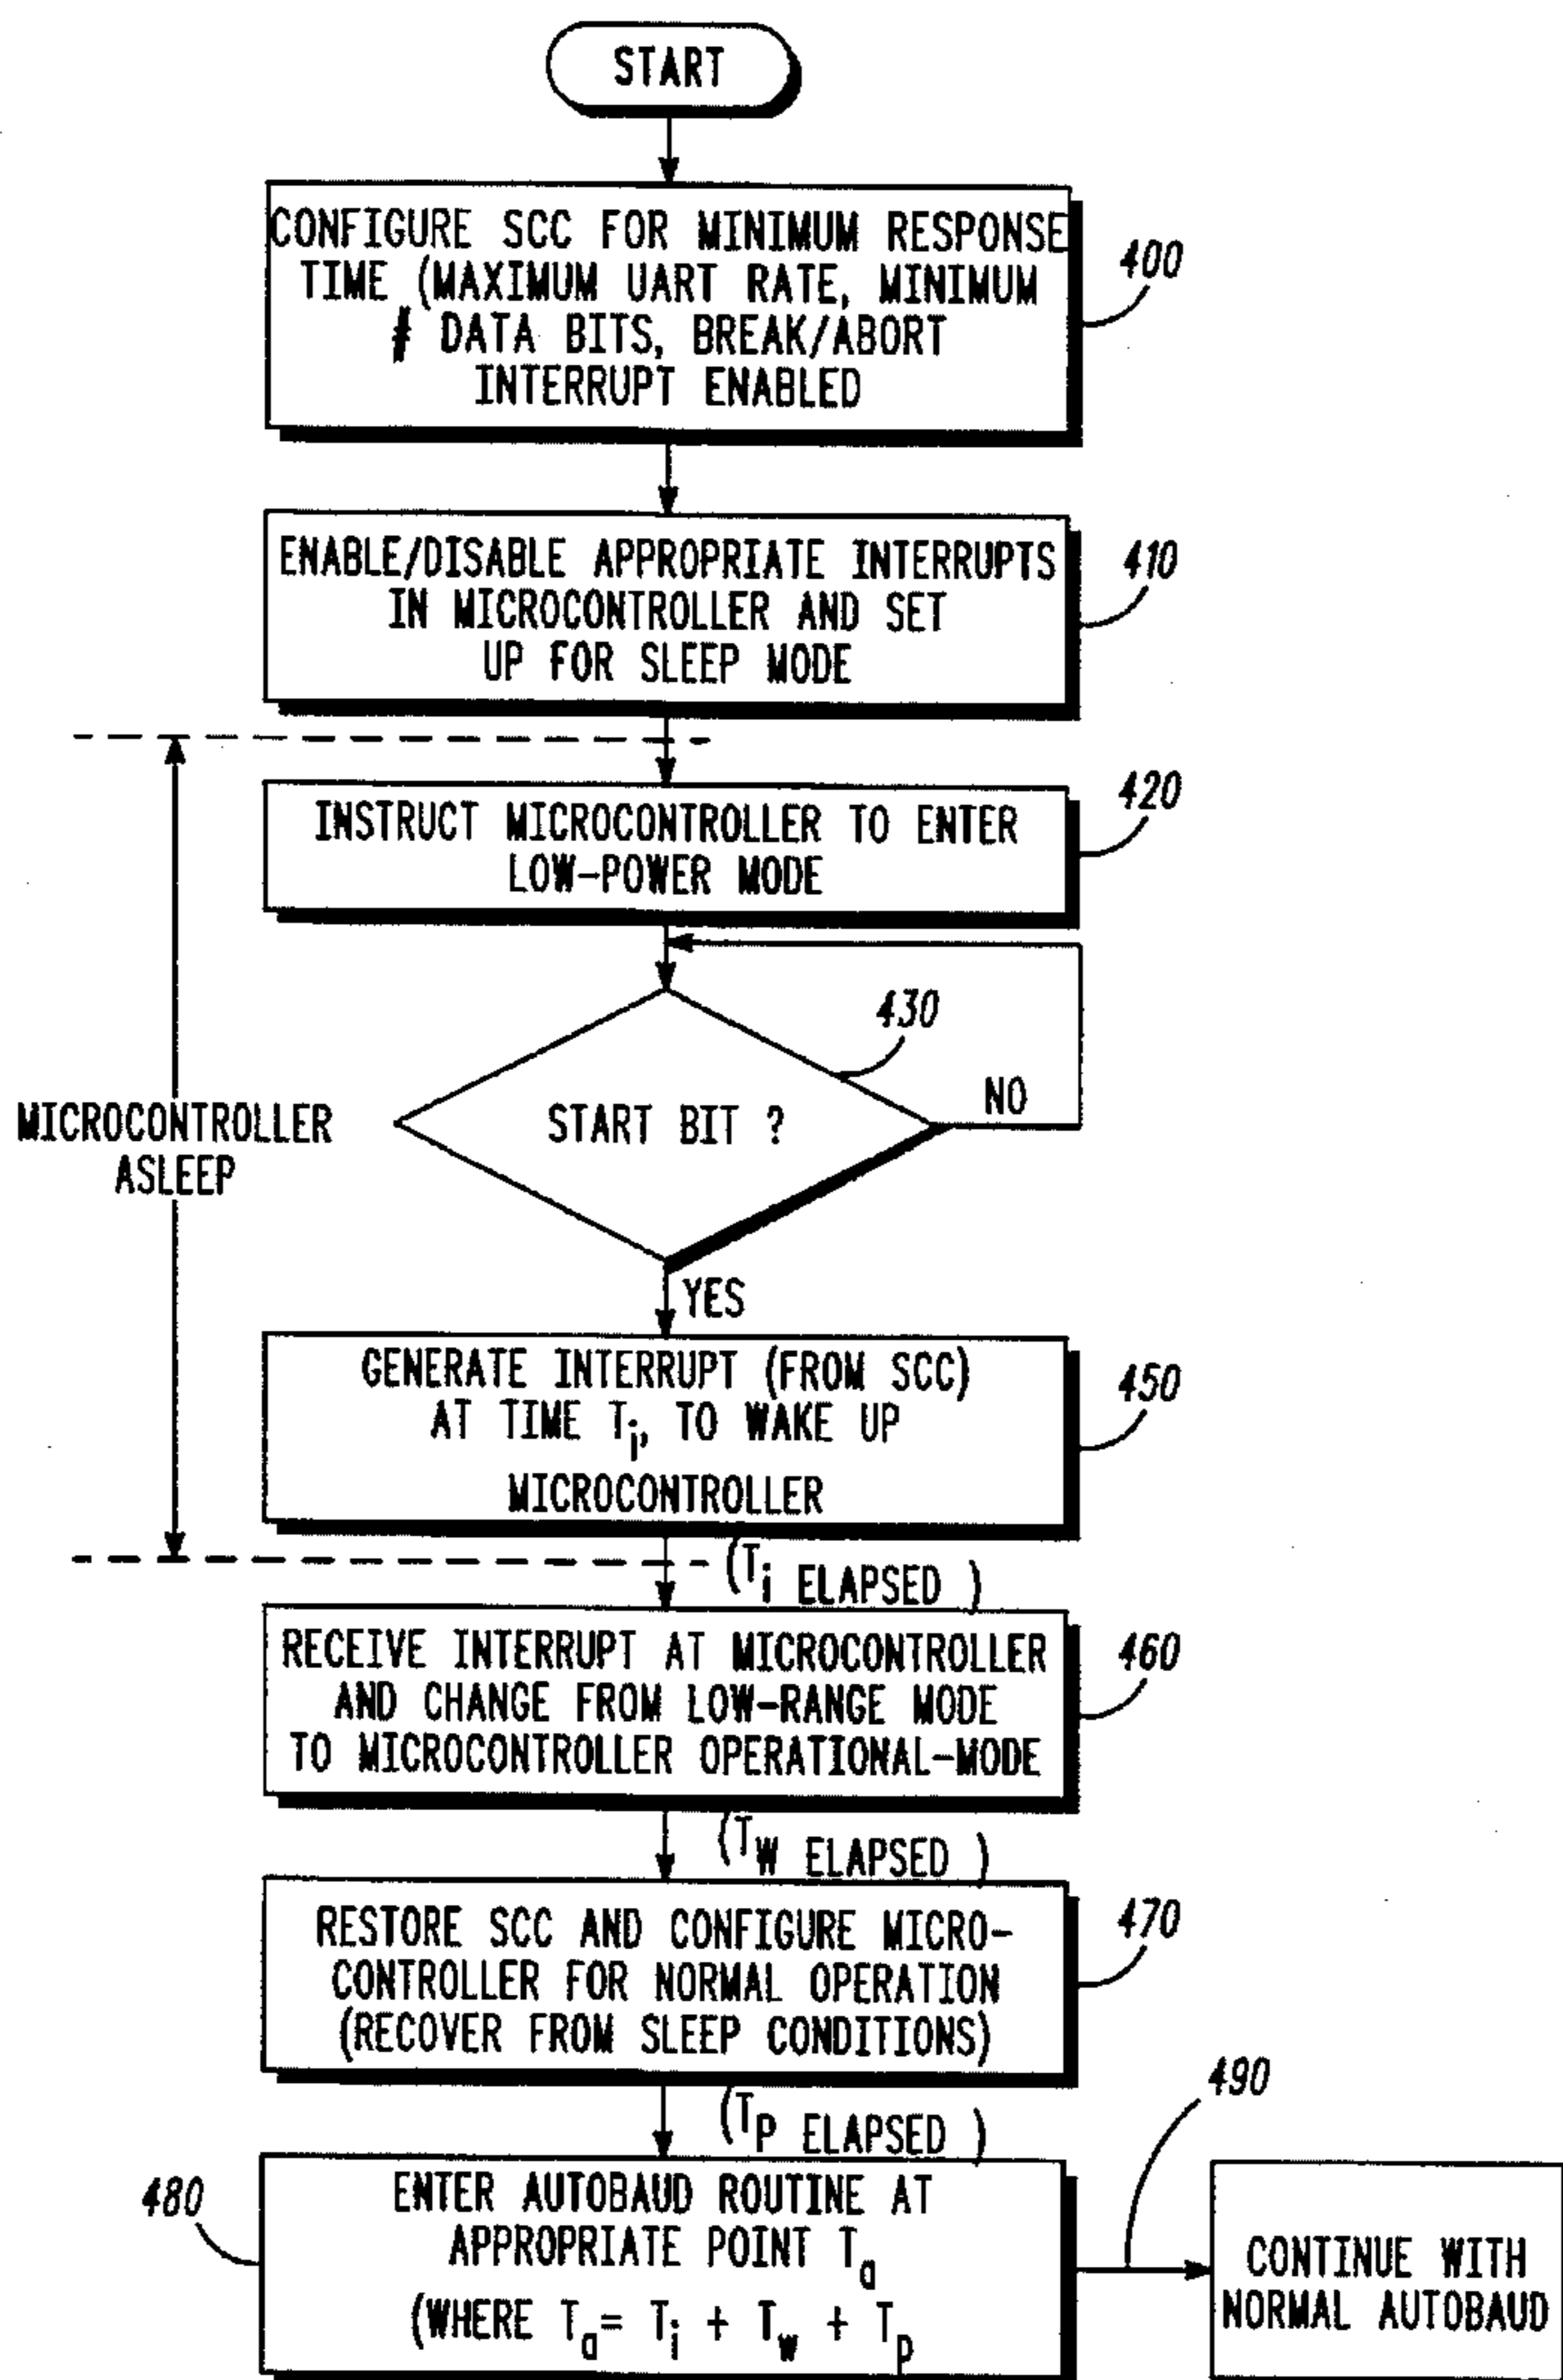 START
CONFIGURE SCC FOR MINIMUM RESPONSE
TIME (MAXIMUM UART RATE, MINIMUM
# DATA BITS, BREAK/ABORT
INTERRUPT ENABLED
400
ENABLE/DISABLE APPROPRIATE INTERRUPTS
IN MICROCONTROLLER AND SET
UP FOR SLEEP MODE
410
INSTRUCT MICROCONTROLLER TO ENTER
LOW-POWER MODE
420
430
START BIT ?
NO
MICROCONTROLLER
ASLEEP
YES
GENERATE INTERRUPT (FROM SCC)
AT TIME Ti, TO WAKE UP
MICROCONTROLLER
450
(Ti ELAPSED )
RECEIVE INTERRUPT AT MICROCONTROLLER
AND CHANGE FROM LOW-RANGE MODE
TO MICROCONTROLLER OPERATIONAL-MODE
460
(TW ELAPSED )
RESTORE SCC AND CONFIGURE MICRO-
CONTROLLER FOR NORMAL OPERATION
(RECOVER FROM SLEEP CONDITIONS)
470
(TP ELAPSED )
480
ENTER AUTOBAUD ROUTINE AT
APPROPRIATE POINT Ta
(WHERE Ta= Ti + Tw + Tp
490
CONTINUE WITH
NORMAL AUTOBAUD